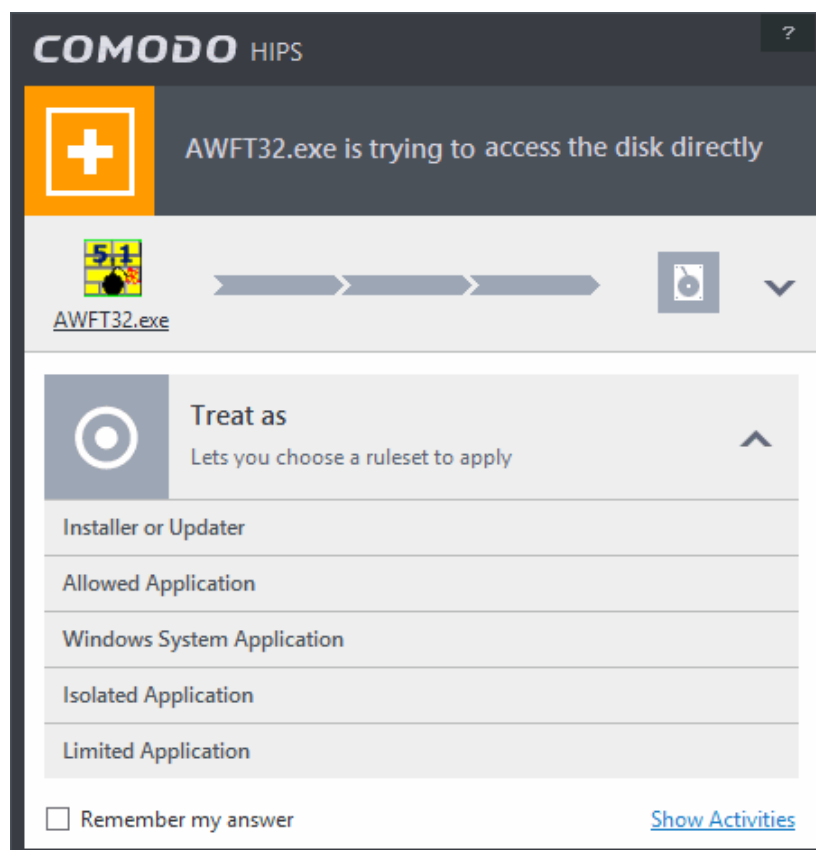 COMODO HIPS
?
AWFT32.exe is trying to access the disk directly
5.1
AWFT32.exe
Treat as
Lets you choose a ruleset to apply
Installer or Updater
Allowed Application
Windows System Application
Isolated Application
Limited Application
Remember my answer
Show Activities